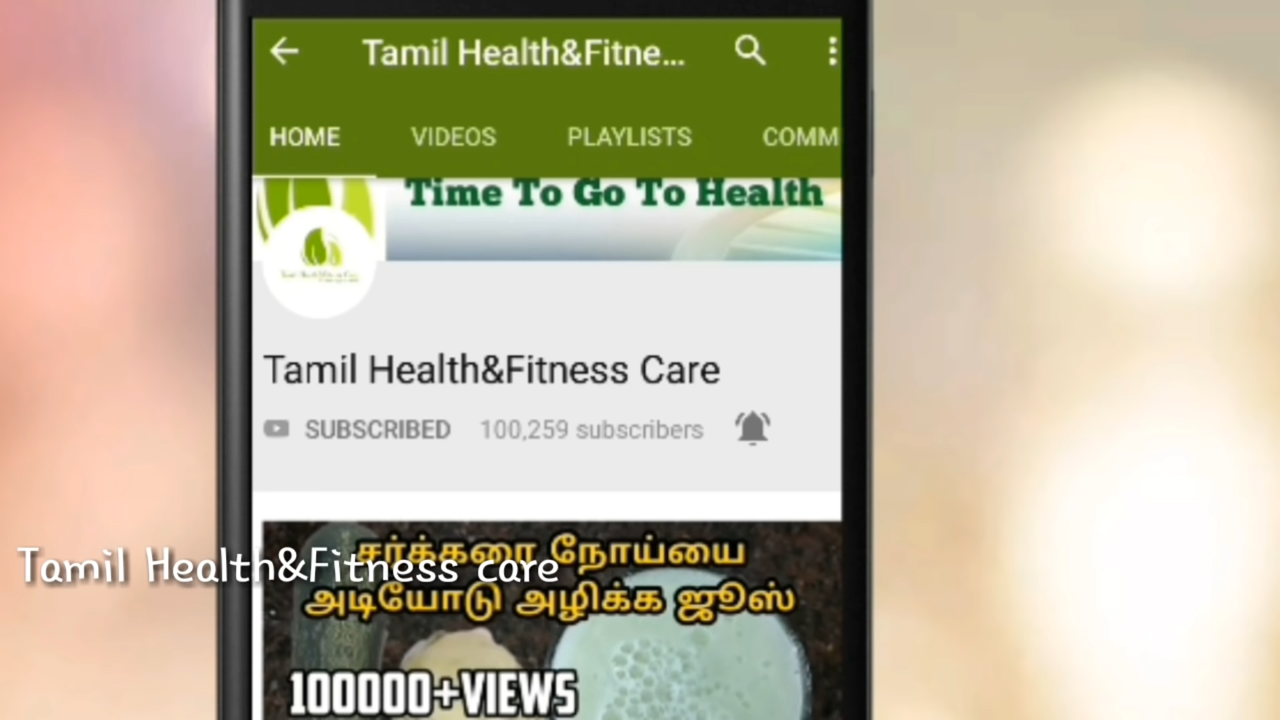 Tamil Health&Fitne...
HOME VIDEOS PLAYLISTS COMM
Time To Go To Health
Tamil Health&Fitness Care
SUBSCRIBED 100,259 subscribers
சர்க்கரை நோய்யை
Tamil Health&Fitness care
அடியோடு அழிக்க ஜூஸ்
100000+VIEWS